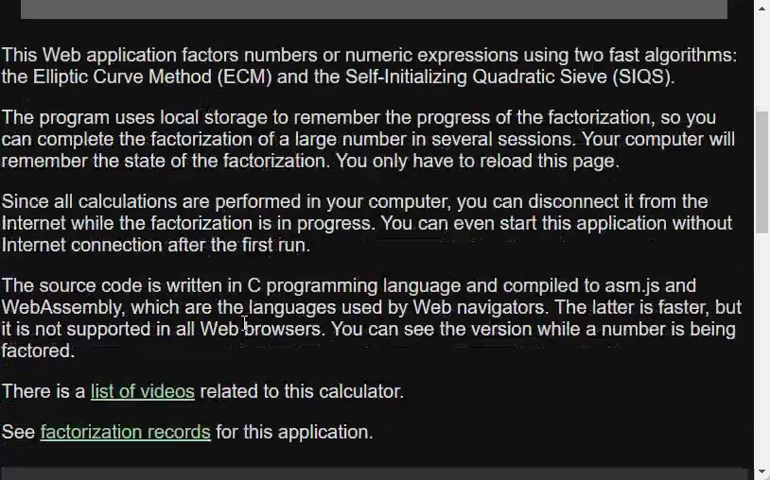 This Web application factors numbers or numeric expressions using two fast algorithms:
the Elliptic Curve Method (ECM) and the Self-Initializing Quadratic Sieve (SIQS).
The program uses local storage to remember the progress of the factorization, so you
can complete the factorization of a large number in several sessions. Your computer will
remember the state of the factorization. You only have to reload this page.
Since all calculations are performed in your computer, you can disconnect it from the
Internet while the factorization is in progress. You can even start this application without
Internet connection after the first run.
The source code is written in C programming language and compiled to asm.js and
WebAssembly, which are the languages used by Web navigators. The latter is faster, but
it is not supported in all Web browsers. You can see the version while a number is being
factored.
There is a list of videos related to this calculator.
See factorization records for this application.